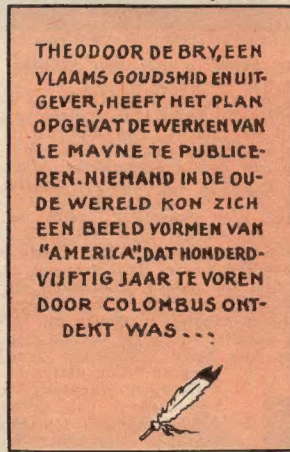 THEODOOR DE BRY, EEN
VLAAMS GOUDSMID EN UIT-
GEVER, HEEFT HET PLAN
OPGEVAT DE WERKEN VAN
LE MAYNE TE PUBLICE-
REN. NIEMAND IN DE OU-
DE WERELD KON ZICH
EEN BEELD VORMEN VAN
"AMERICA", DAT HONDERD-
VIJFTIG JAAR TE VOREN
DOOR COLOMBUS ONT-
DEKT WAS...